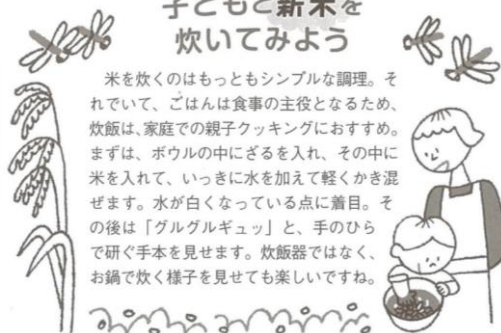 子どもと新米を
炊いてみよう
米を炊くのはもっともシンプルな調理。そ
れでいて、ごはんは食事の主役となるため、
炊飯は、家庭での親子クッキングにおすすめ。
まずは、ボウルの中にざるを入れ、その中に
米を入れて、いっきに水を加えて軽くかき混
ぜます。水が白くなっている点に着目。そ
の後は「グルグルギュッ」と、手のひら
で研ぐ手本を見せます。炊飯器ではなく、
お鍋で炊く様子を見せても楽しいですね。